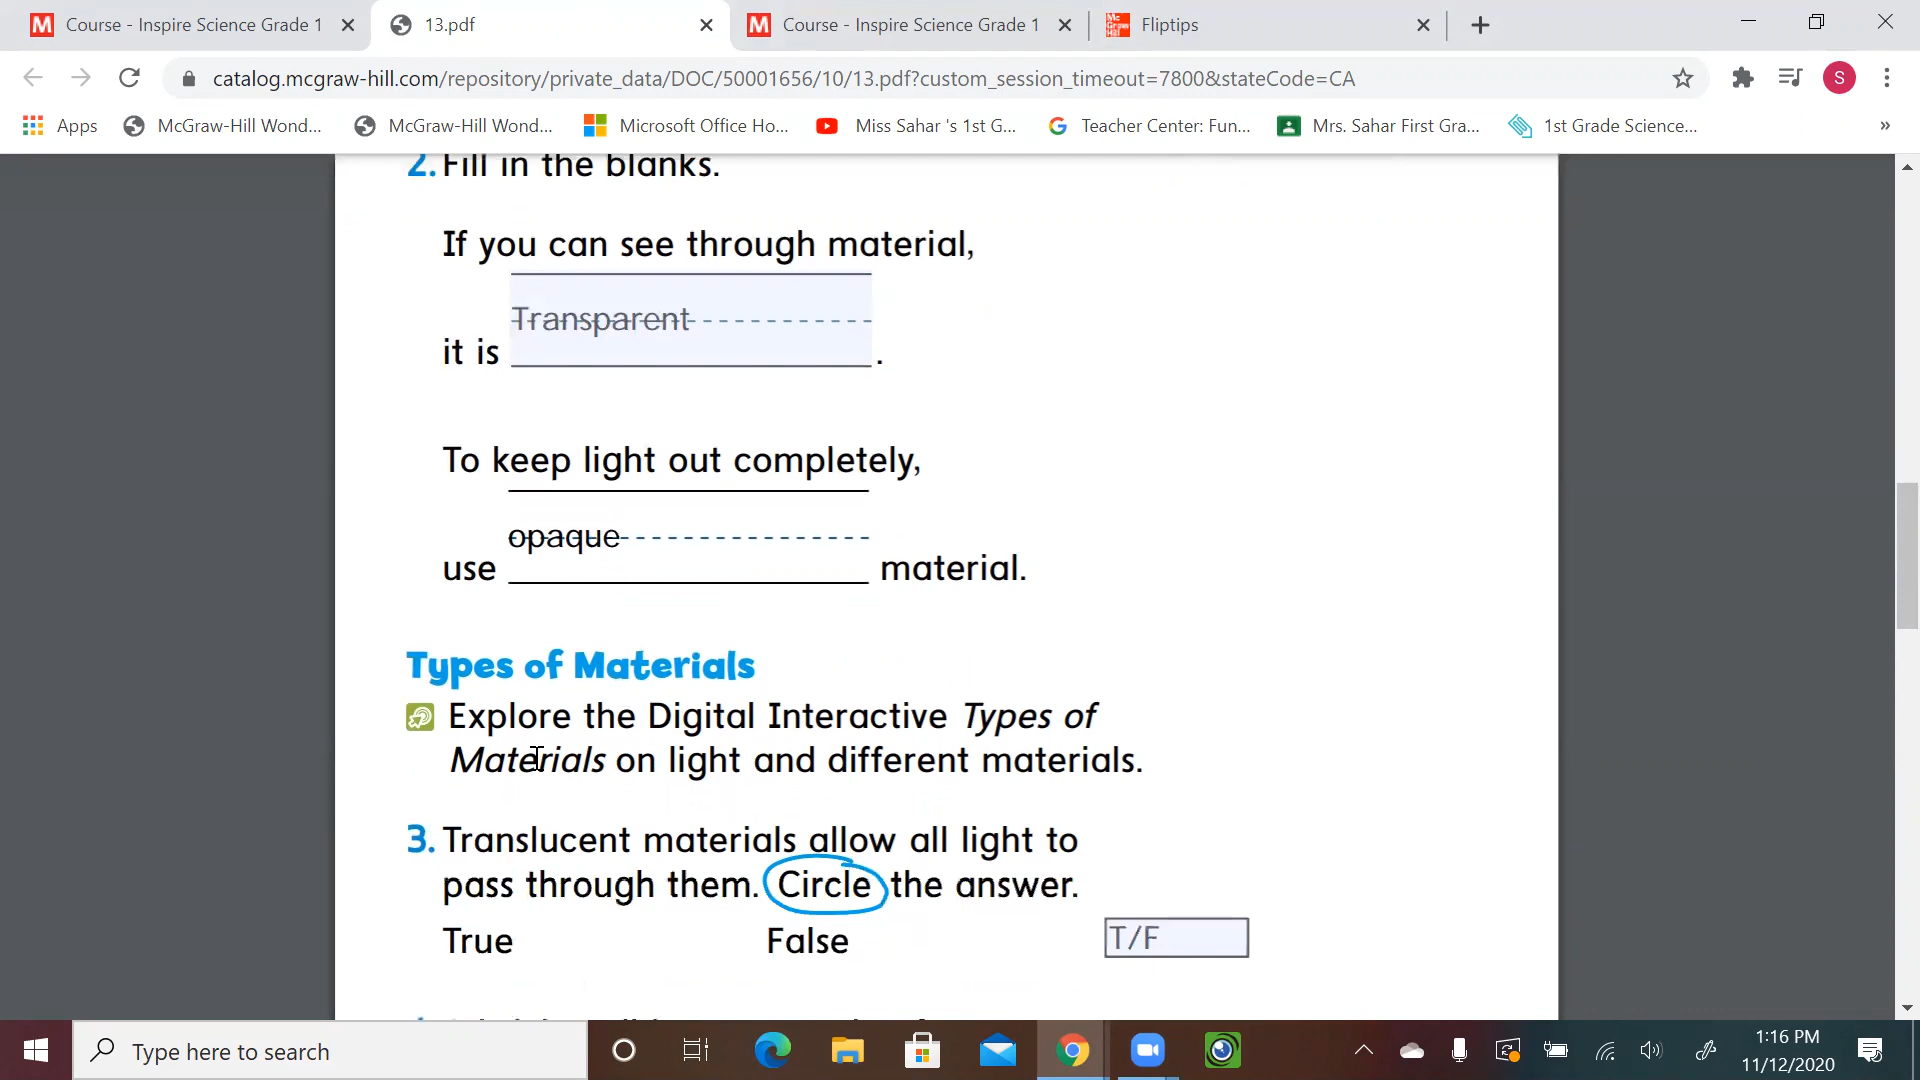 Course - Inspire Science Grade 1
13.pdf
Course - Inspire Science Grade 1
Fliptips
catalog.mcgraw-hill.com/repository/private_data/DOC/50001656/10/13.pdf?custom_session_timeout=7800&stateCode=CA
S
Apps
McGraw-Hill Wond...
McGraw-Hill Wond...
Microsoft Office Ho...
Miss Sahar 's 1st G...
Teacher Center: Fun...
Mrs. Sahar First Gra...
1st Grade Science...
2. Fill in the blanks.
If you can see through material,
Transparent
it is .
To keep light out completely,
opaque
use material.
Types of Materials
Explore the Digital Interactive Types of
Materials on light and different materials.
3. Translucent materials allow all light to
pass through them. Circle the answer.
True False T/F
Type here to search
1:16 PM
11/12/2020